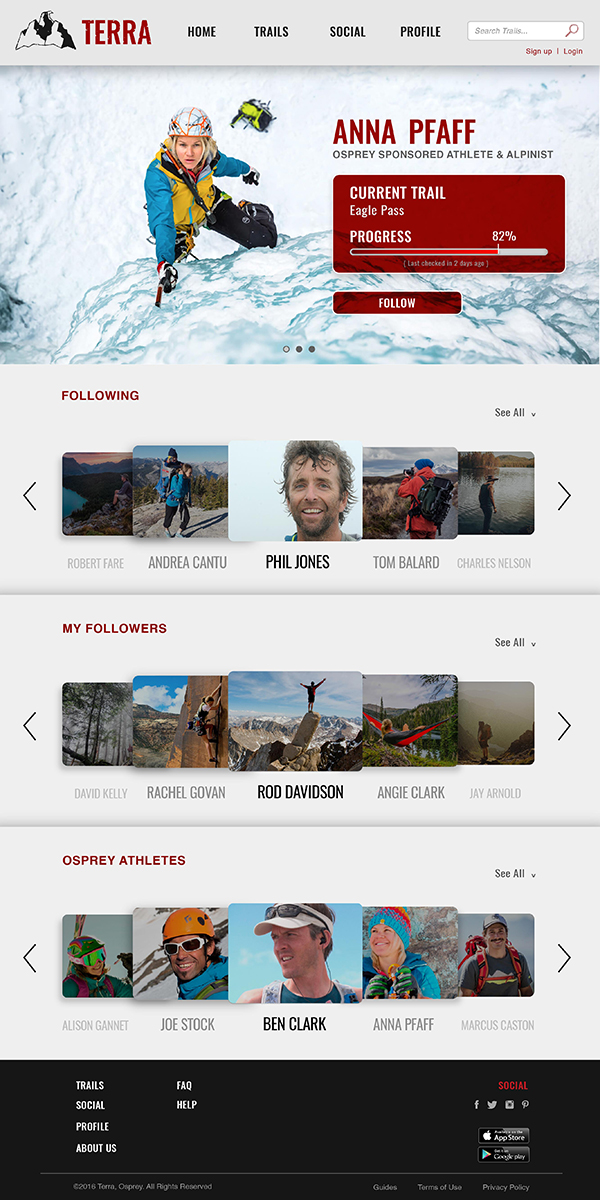 TERRA
HOME TRAILS SOCIAL PROFILE
Search Trails...
Sign up | Login
ANNA PFAFF
OSPREY SPONSORED ATHLETE & ALPINIST
CURRENT TRAIL
Eagle Pass
PROGRESS 82%
( Last checked in 2 days ago )
FOLLOW
FOLLOWING
See All v
ROBERT FARE ANDREA CANTU PHIL JONES TOM BALARD CHARLES NELSON
MY FOLLOWERS
See All v
DAVID KELLY RACHEL GOVAN ROD DAVIDSON ANGIE CLARK JAY ARNOLD
OSPREY ATHLETES
See All v
ALISON GANNET JOE STOCK BEN CLARK ANNA PFAFF MARCUS CASTON
TRAILS FAQ SOCIAL
SOCIAL HELP
PROFILE
ABOUT US
Available on the
App Store
Get it on
Google play
©2016 Terra, Osprey. All Rights Reserved Guides Terms of Use Privacy Policy